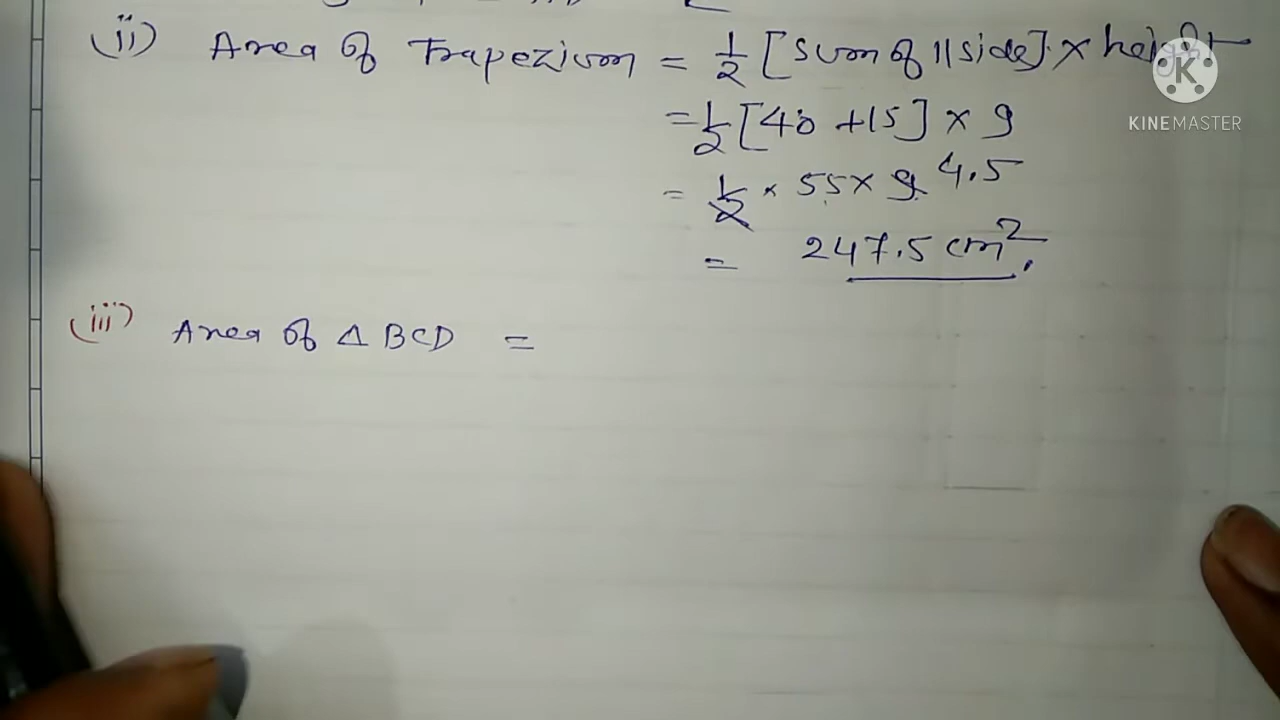 (ii) Area of Trapezium = 1/2 [Sum of 11 side] × height
= 1/2 [40 + 15] × 9
= 1/2 × 55 × 9 4.5
= 247.5 cm²
(iii) Area of △ BCD =
K
KINEMASTER